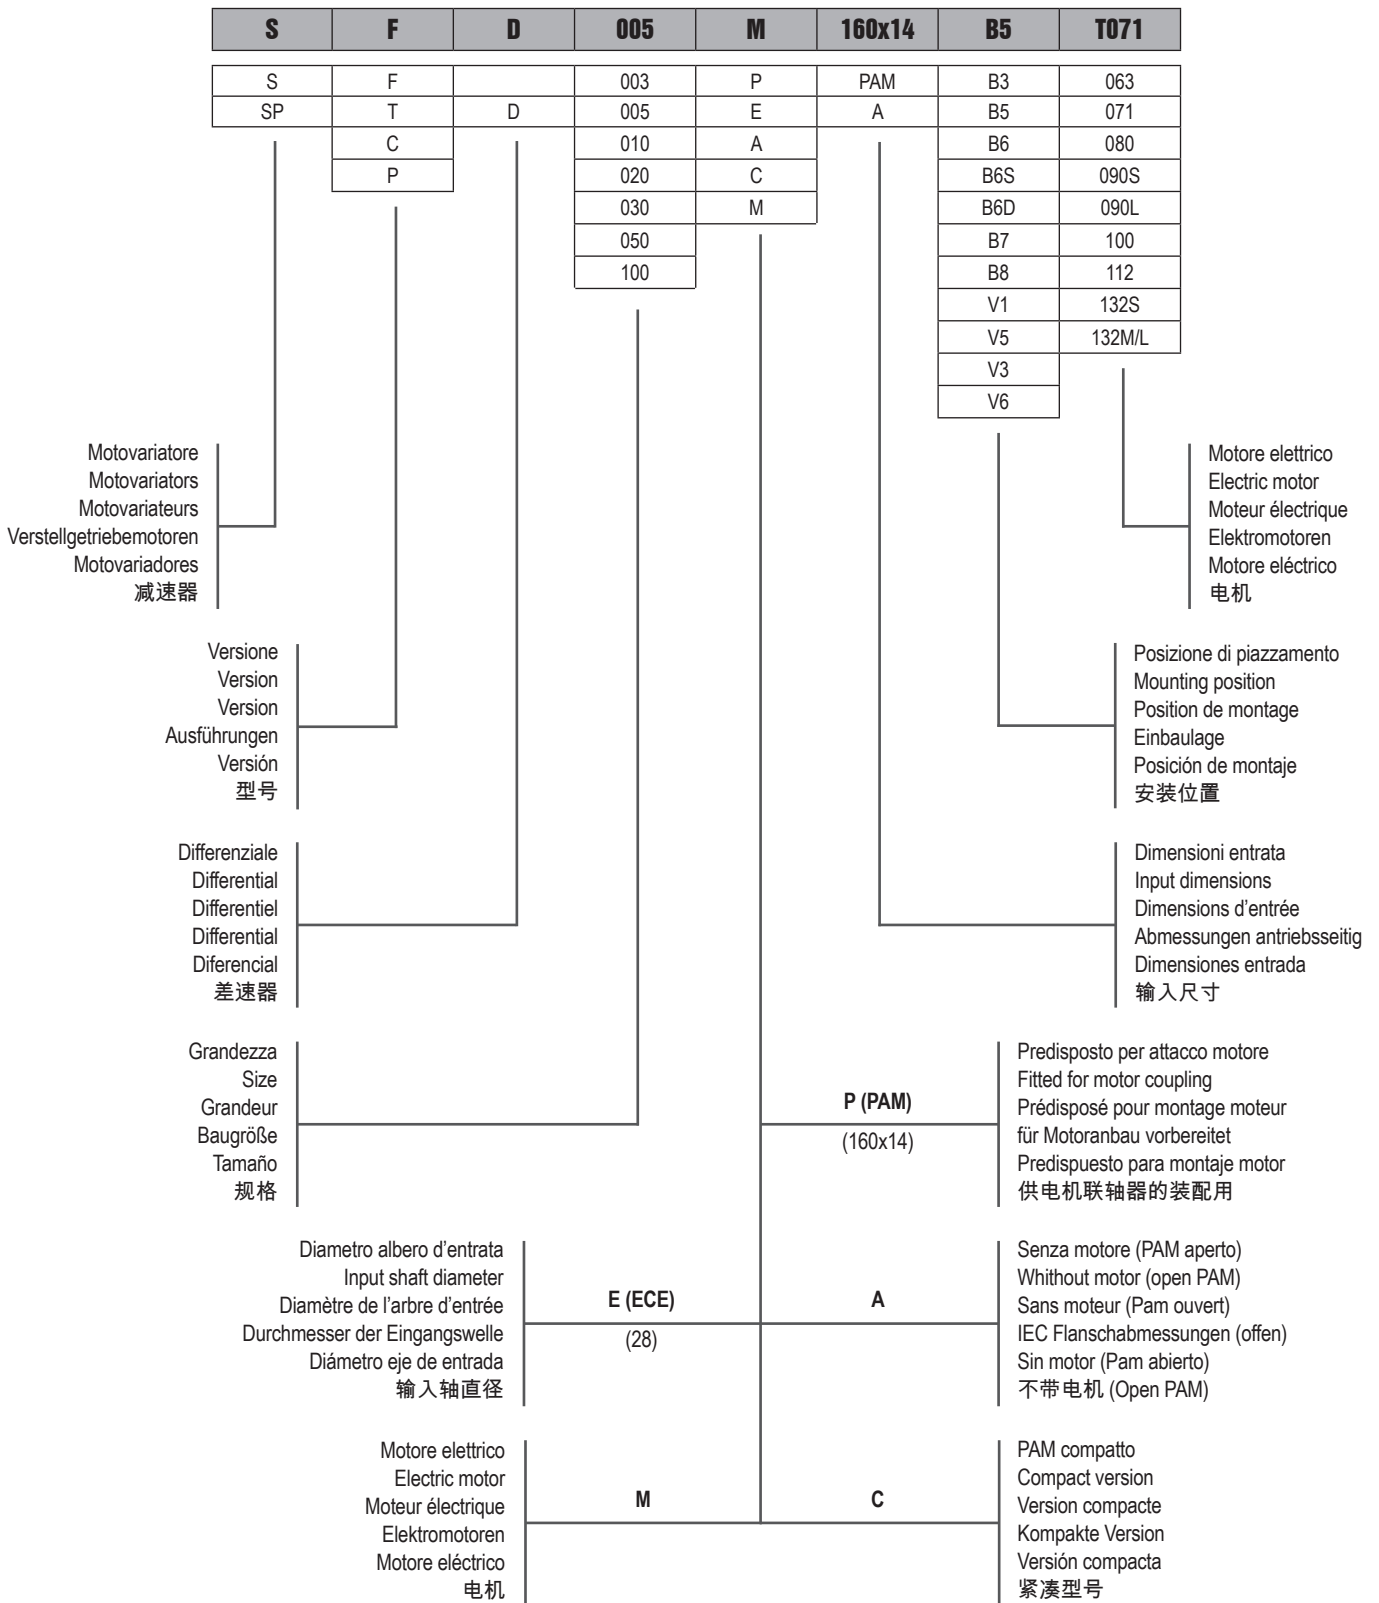 S F D 005 M 160x14 B5 T071
S F 003 P PAM B3 063
SP T D 005 E A B5 071
C 010 A B6 080
P 020 C B6S 090S
030 M B6D 090L
050 B7 100
100 B8 112
V1 132S
V5 132M/L
V3
V6
Motovariatore
Motovariators
Motovariateurs
Verstellgetriebemotoren
Motovariadores
减速器
Motore elettrico
Electric motor
Moteur électrique
Elektromotoren
Motore eléctrico
电机
Versione
Version
Version
Ausführungen
Versión
型号
Posizione di piazzamento
Mounting position
Position de montage
Einbaulage
Posición de montaje
安装位置
Differenziale
Differential
Differentiel
Differential
Diferencial
差速器
Dimensioni entrata
Input dimensions
Dimensions d’entrée
Abmessungen antriebsseitig
Dimensiones entrada
输入尺寸
Grandezza
Size
Grandeur
Baugröße
Tamaño
规格
P (PAM)
(160x14)
Predisposto per attacco motore
Fitted for motor coupling
Prédisposé pour montage moteur
für Motoranbau vorbereitet
Predispuesto para montaje motor
供电机联轴器的装配用
Diametro albero d’entrata
Input shaft diameter
Diamètre de l’arbre d’entrée
Durchmesser der Eingangswelle
Diámetro eje de entrada
输入轴直径
E (ECE)
(28)
A
Senza motore (PAM aperto)
Whithout motor (open PAM)
Sans moteur (Pam ouvert)
IEC Flanschabmessungen (offen)
Sin motor (Pam abierto)
不带电机 (Open PAM)
Motore elettrico
Electric motor
Moteur électrique
Elektromotoren
Motore eléctrico
电机
M
C
PAM compatto
Compact version
Version compacte
Kompakte Version
Versión compacta
紧凑型号